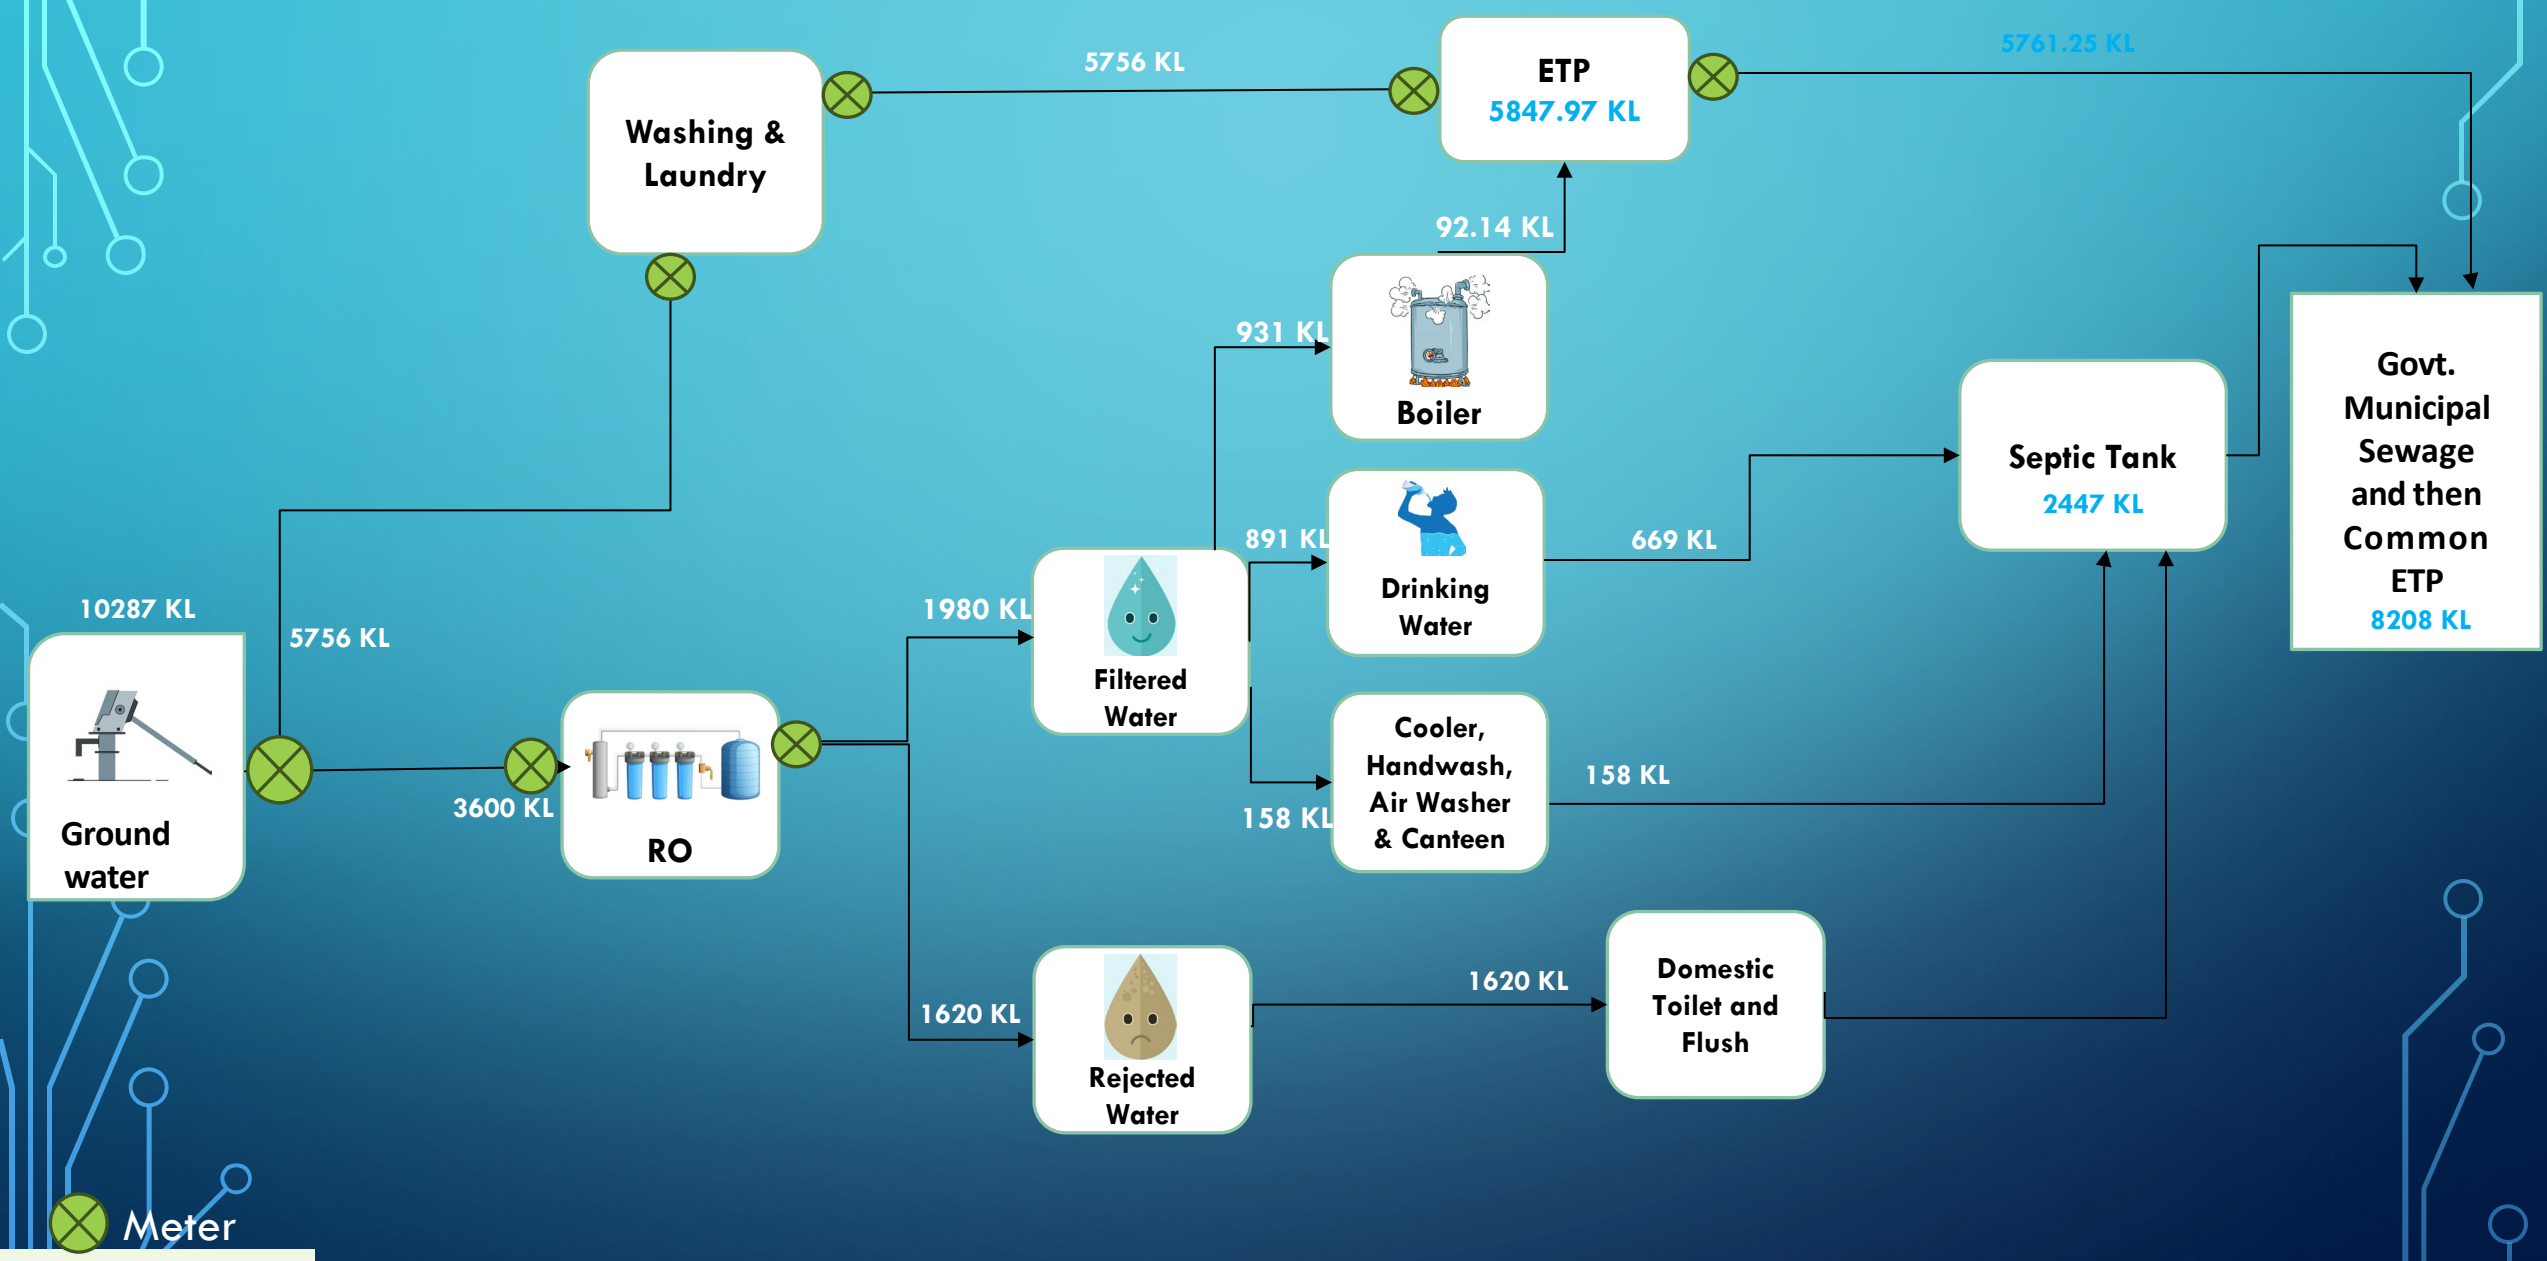 5761.25 KL
5756 KL
ETP
5847.97 KL
Washing &
Laundry
92.14 KL
931 KL
Boiler
Govt.
Municipal
Sewage
and then
Common
ETP
8208 KL
Septic Tank
2447 KL
891 KL
669 KL
Drinking
Water
10287 KL
5756 KL
1980 KL
Filtered
Water
Cooler,
Handwash,
Air Washer
& Canteen
158 KL
158 KL
3600 KL
RO
Ground
water
Domestic
Toilet and
Flush
1620 KL
1620 KL
Rejected
Water
Meter